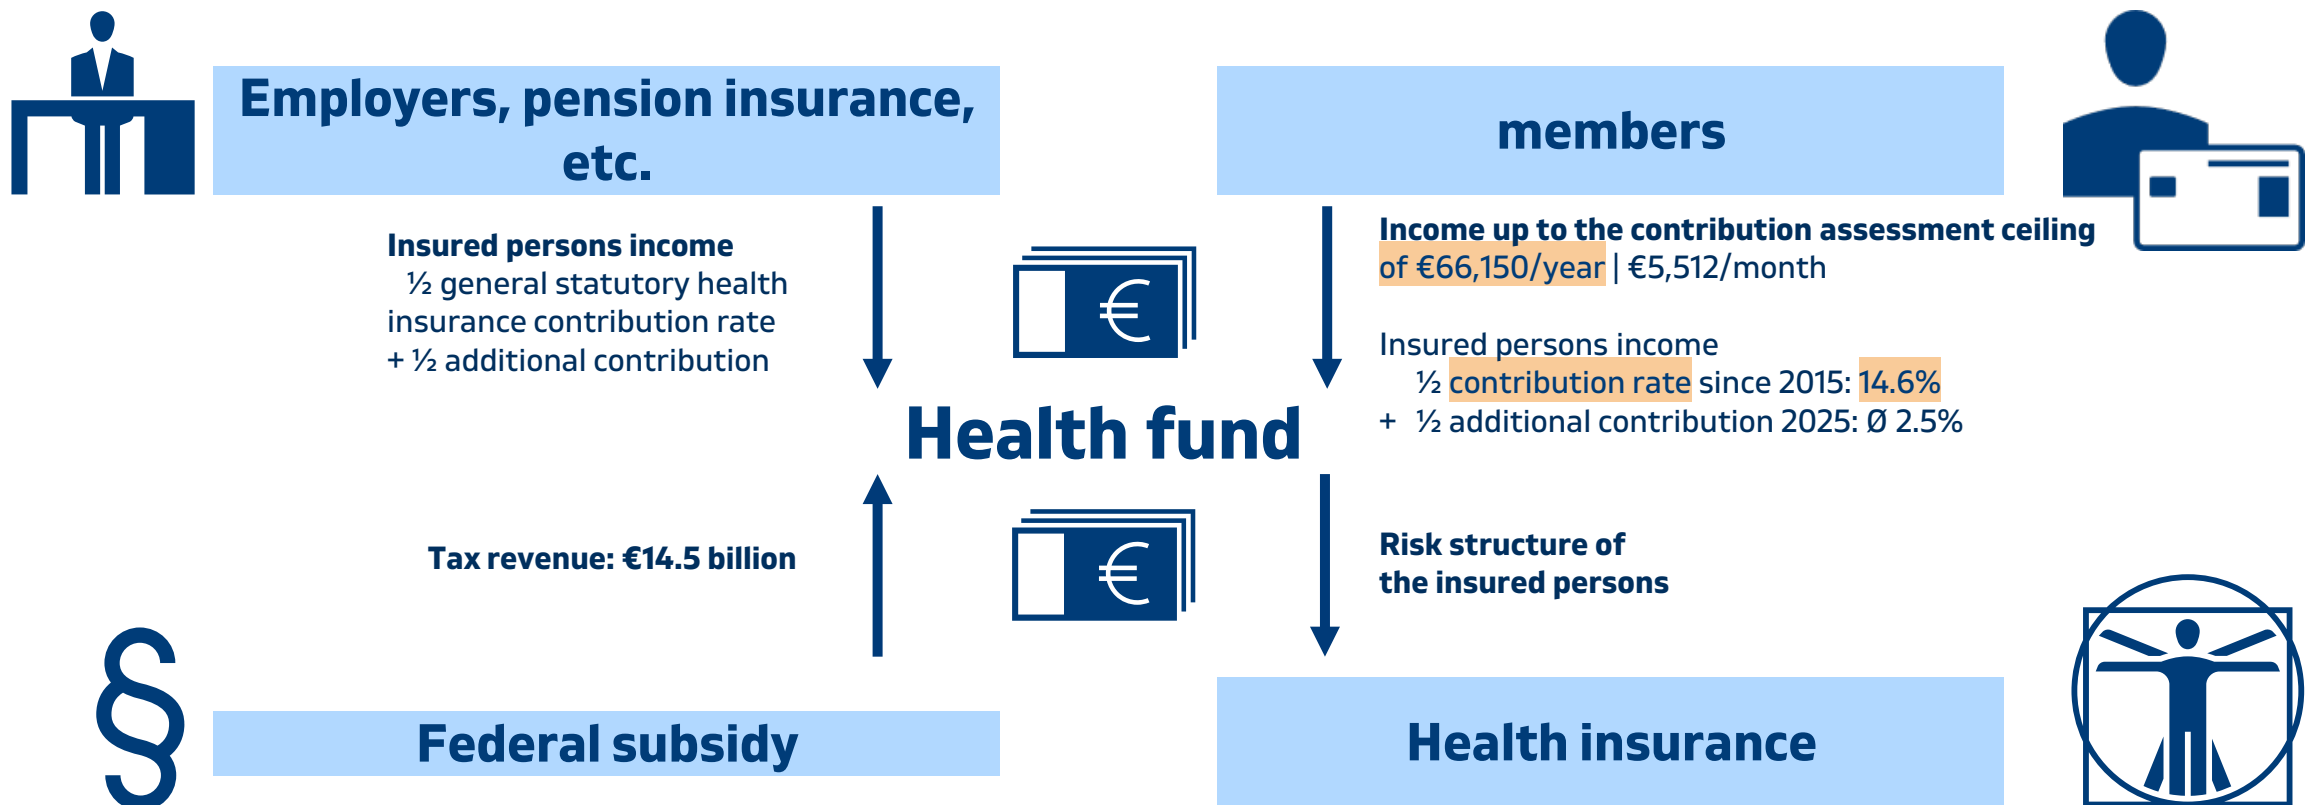 Employers, pension insurance,
etc.
members
Insured persons income
½ general statutory health
insurance contribution rate
+ ½ additional contribution
€
Income up to the contribution assessment ceiling
of €66,150/year | €5,512/month
Insured persons income
½ contribution rate since 2015: 14.6%
+ ½ additional contribution 2025: Ø 2.5%
Health fund
Tax revenue: €14.5 billion
€
Risk structure of
the insured persons
§
Federal subsidy
Health insurance